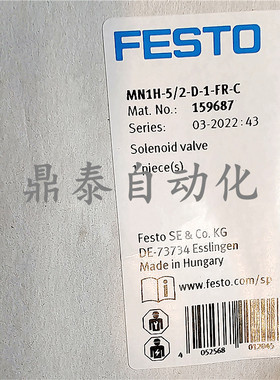 FESTO
MN1H-5/2-D-1-FR-C
Mat. No.: 159687
Series: 03-2022:43
Solenoid valve
piece(s)
鼎泰自动化
Festo SE & Co. KG
DE-73734 Esslingen
Made in Hungary
www.festo.com/sp
4 052568 012045